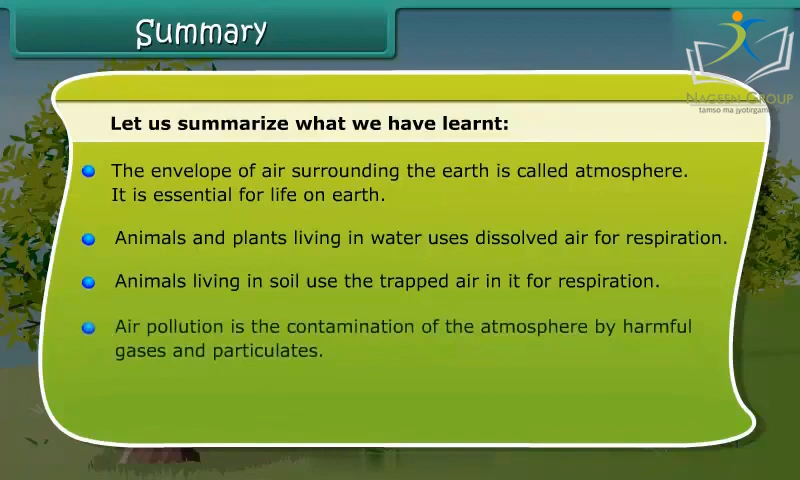 Summary
NAGEEN GROUP
tamso ma jyotirgamay
Let us summarize what we have learnt:
The envelope of air surrounding the earth is called atmosphere.
It is essential for life on earth.
Animals and plants living in water uses dissolved air for respiration.
Animals living in soil use the trapped air in it for respiration.
Air pollution is the contamination of the atmosphere by harmful
gases and particulates.